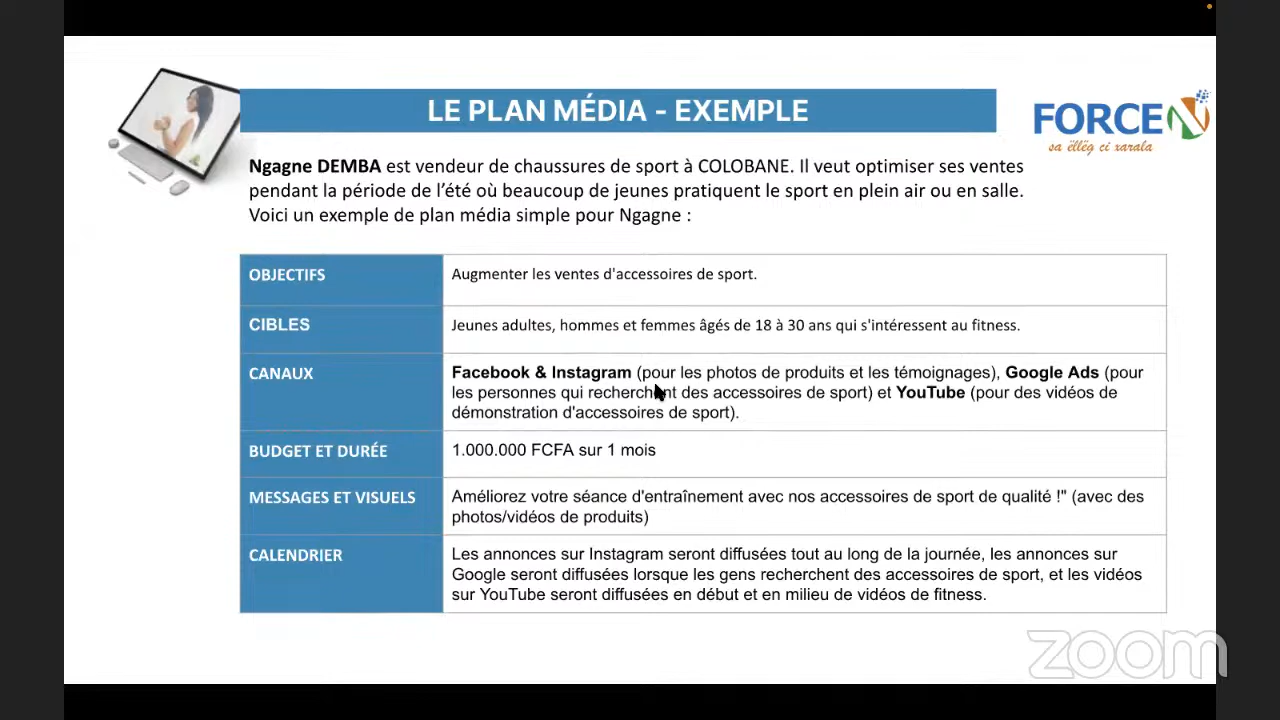 LE PLAN MÉDIA - EXEMPLE
FORCEN
sa ëllëg ci xarala
Ngagne DEMBA est vendeur de chaussures de sport à COLOBANE. Il veut optimiser ses ventes
pendant la période de l’été où beaucoup de jeunes pratiquent le sport en plein air ou en salle.
Voici un exemple de plan média simple pour Ngagne :
OBJECTIFS
Augmenter les ventes d'accessoires de sport.
CIBLES
Jeunes adultes, hommes et femmes âgés de 18 à 30 ans qui s'intéressent au fitness.
CANAUX
Facebook & Instagram (pour les photos de produits et les témoignages), Google Ads (pour
les personnes qui recherchent des accessoires de sport) et YouTube (pour des vidéos de
démonstration d'accessoires de sport).
BUDGET ET DURÉE
1.000.000 FCFA sur 1 mois
MESSAGES ET VISUELS
Améliorez votre séance d'entraînement avec nos accessoires de sport de qualité !" (avec des
photos/vidéos de produits)
CALENDRIER
Les annonces sur Instagram seront diffusées tout au long de la journée, les annonces sur
Google seront diffusées lorsque les gens recherchent des accessoires de sport, et les vidéos
sur YouTube seront diffusées en début et en milieu de vidéos de fitness.
zoom